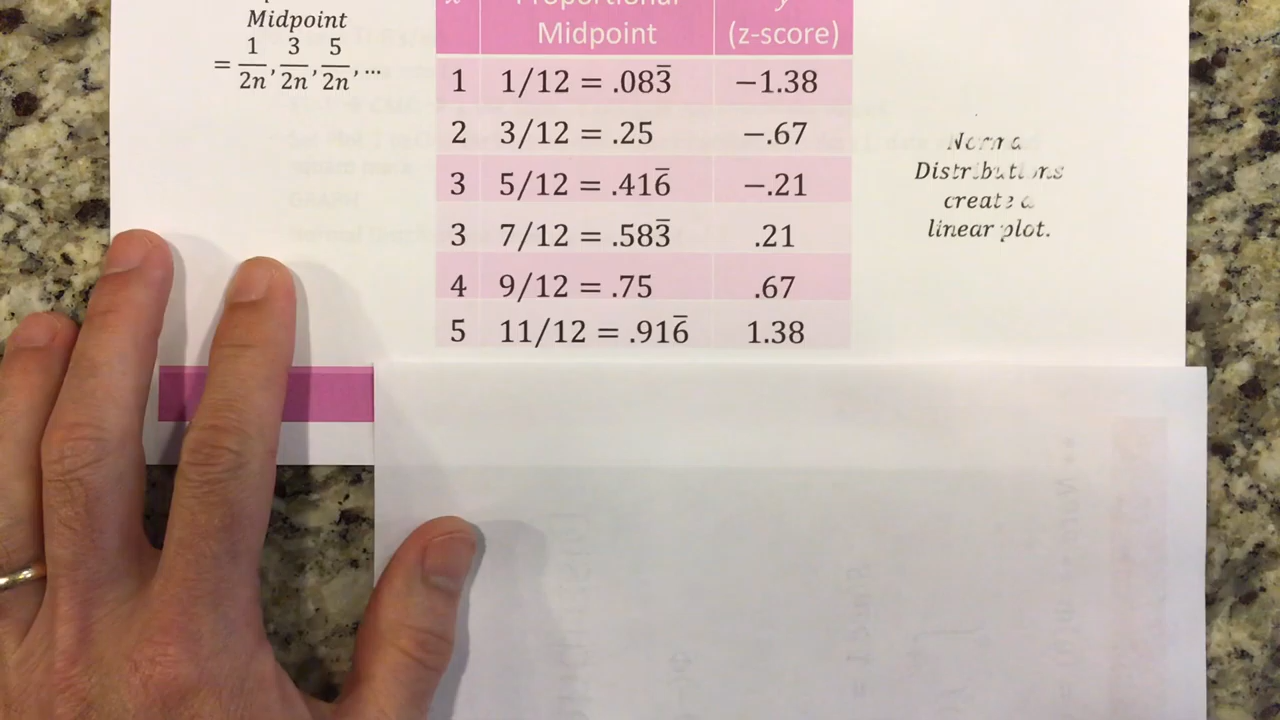 Midpoint
= 1/2n, 3/2n, 5/2n, ...
Proportional
Midpoint
y
(z-score)
1 1/12 = .083̅ −1.38
2 3/12 = .25 −.67
3 5/12 = .416̅ −.21
3 7/12 = .583̅ .21
4 9/12 = .75 .67
5 11/12 = .916̅ 1.38
Norma
Distributions
create a
linear plot.